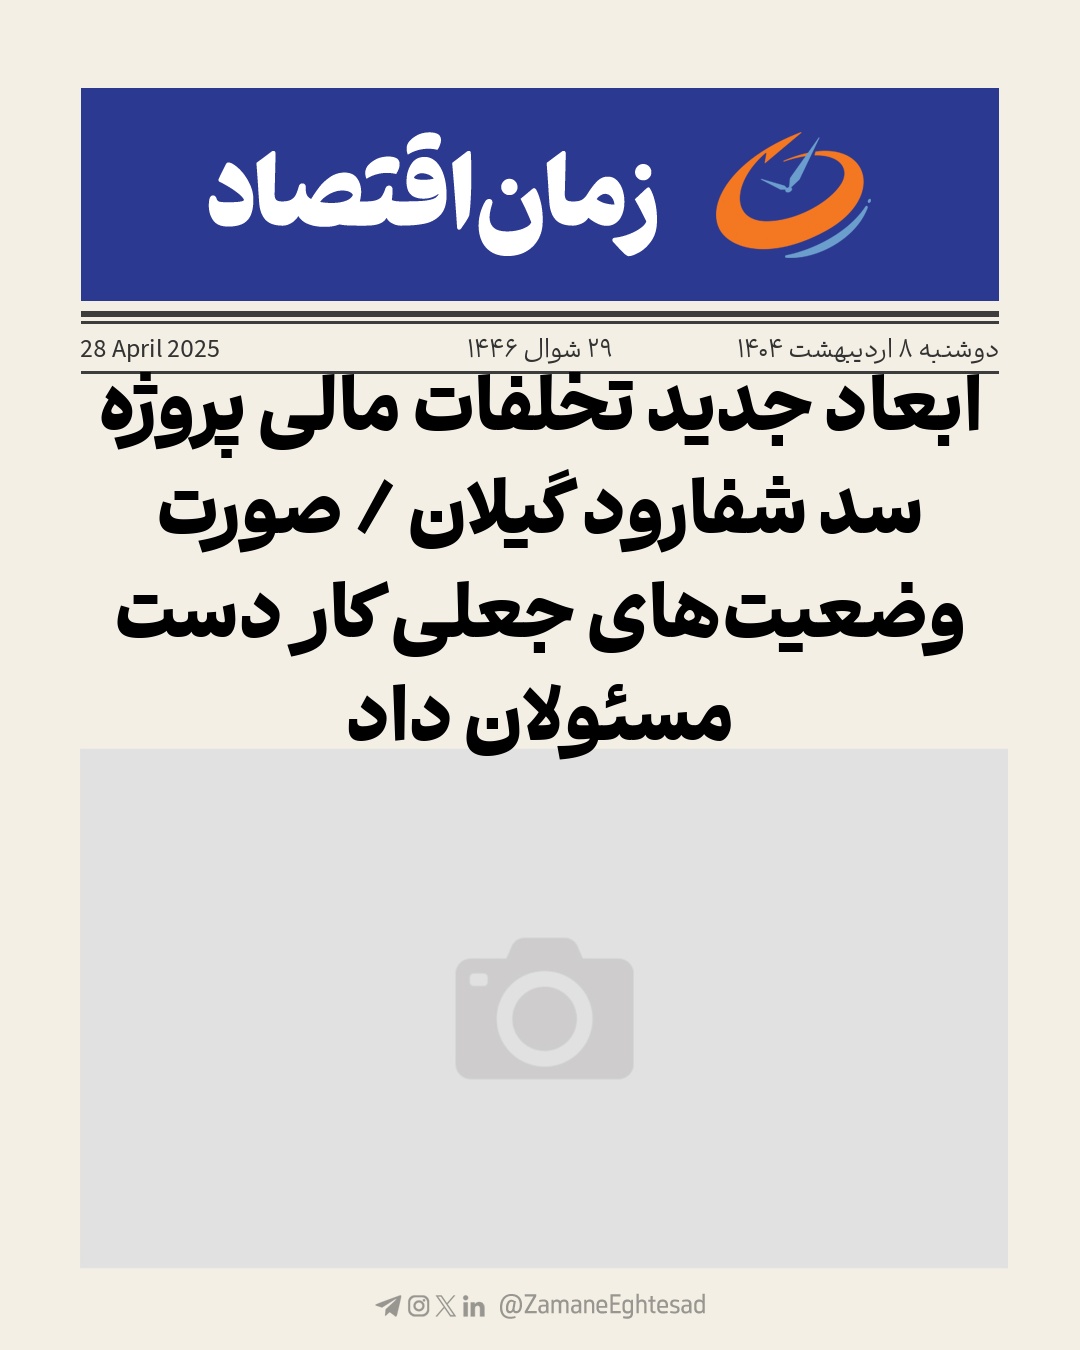 زمان اقتصاد
دوشنبه ۸ اردیبهشت ۱۴۰۴ ۲۹ شوال ۱۴۴۶ 28 April 2025
ابعاد جدید تخلفات مالی پروژه
سد شفارود گیلان / صورت
وضعیت‌های جعلی کار دست
مسئولان داد
@ZamaneEghtesad